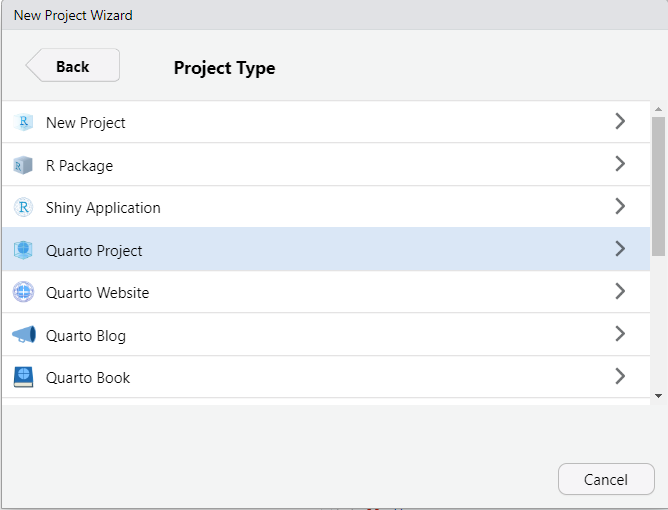 New Project Wizard
Back
Project Type
R New Project
R R Package
R Shiny Application
Quarto Project
Quarto Website
Quarto Blog
Quarto Book
Cancel